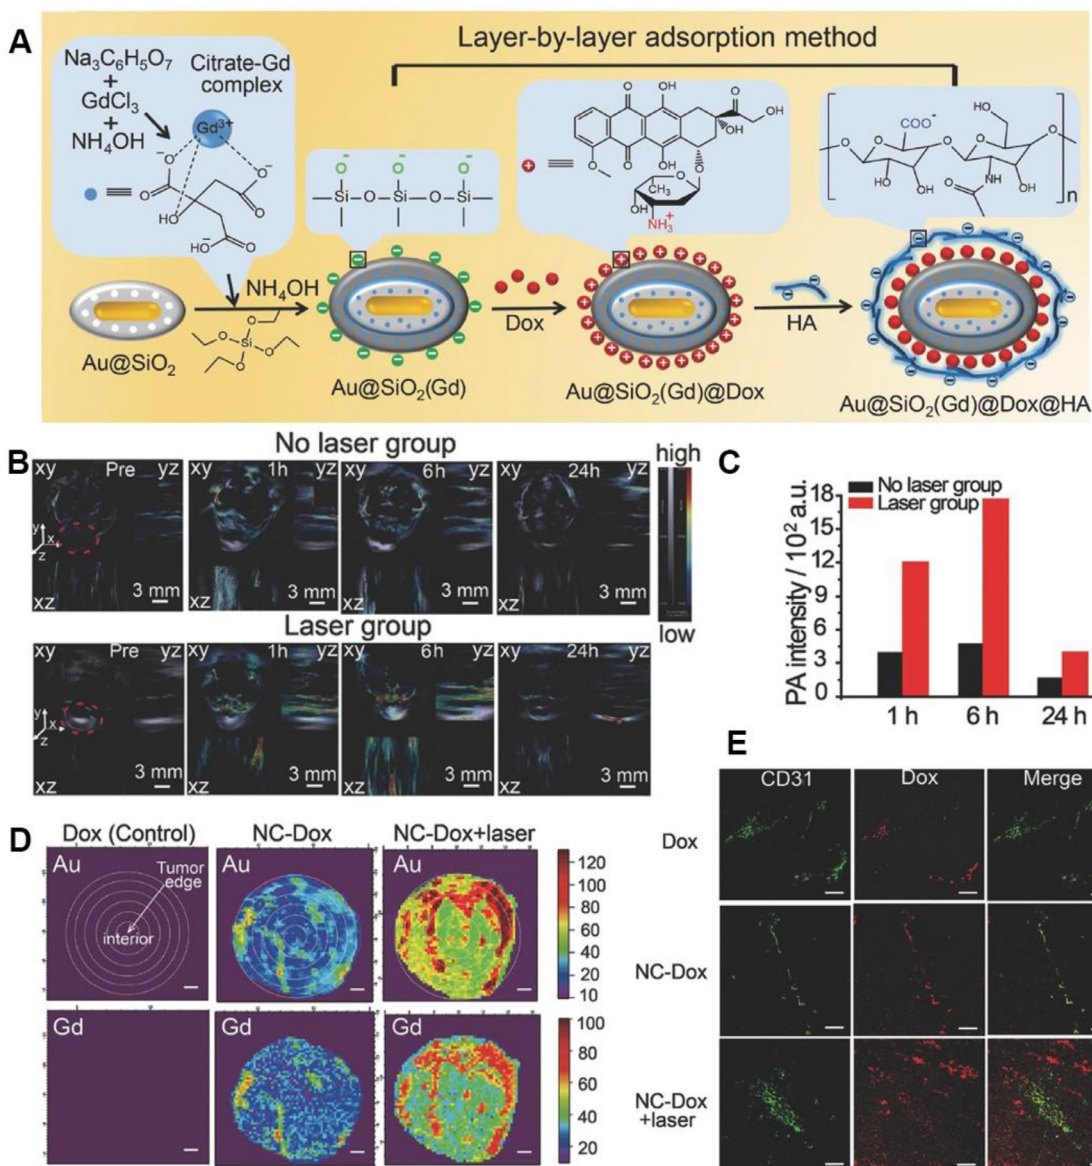 A
Layer-by-layer adsorption method
Na₃C₆H₅O₇
+
GdCl₃
+
NH₄OH
Citrate-Gd
complex
Gd³⁺
NH₄OH
Au@SiO₂
Au@SiO₂(Gd)
Dox
Au@SiO₂(Gd)@Dox
HA
Au@SiO₂(Gd)@Dox@HA
COO⁻
NH₃⁺
n
B
No laser group
xy Pre yz
xz 3 mm
xy 1h yz
xz 3 mm
xy 6h yz
xz 3 mm
xy 24h yz
xz 3 mm
y
x
z
high
low
Laser group
xy Pre yz
xz 3 mm
xy 1h yz
xz 3 mm
xy 6h yz
xz 3 mm
xy 24h yz
xz 3 mm
y
x
z
C
No laser group
Laser group
PA intensity / 10² a.u.
18
15
12
9
6
3
0
1 h 6 h 24 h
D
Dox (Control) NC-Dox NC-Dox+laser
Au Au Au
Tumor
edge
interior
120
100
80
60
40
20
10
Gd Gd Gd
100
80
60
40
20
E
CD31 Dox Merge
Dox
NC-Dox
NC-Dox
+laser